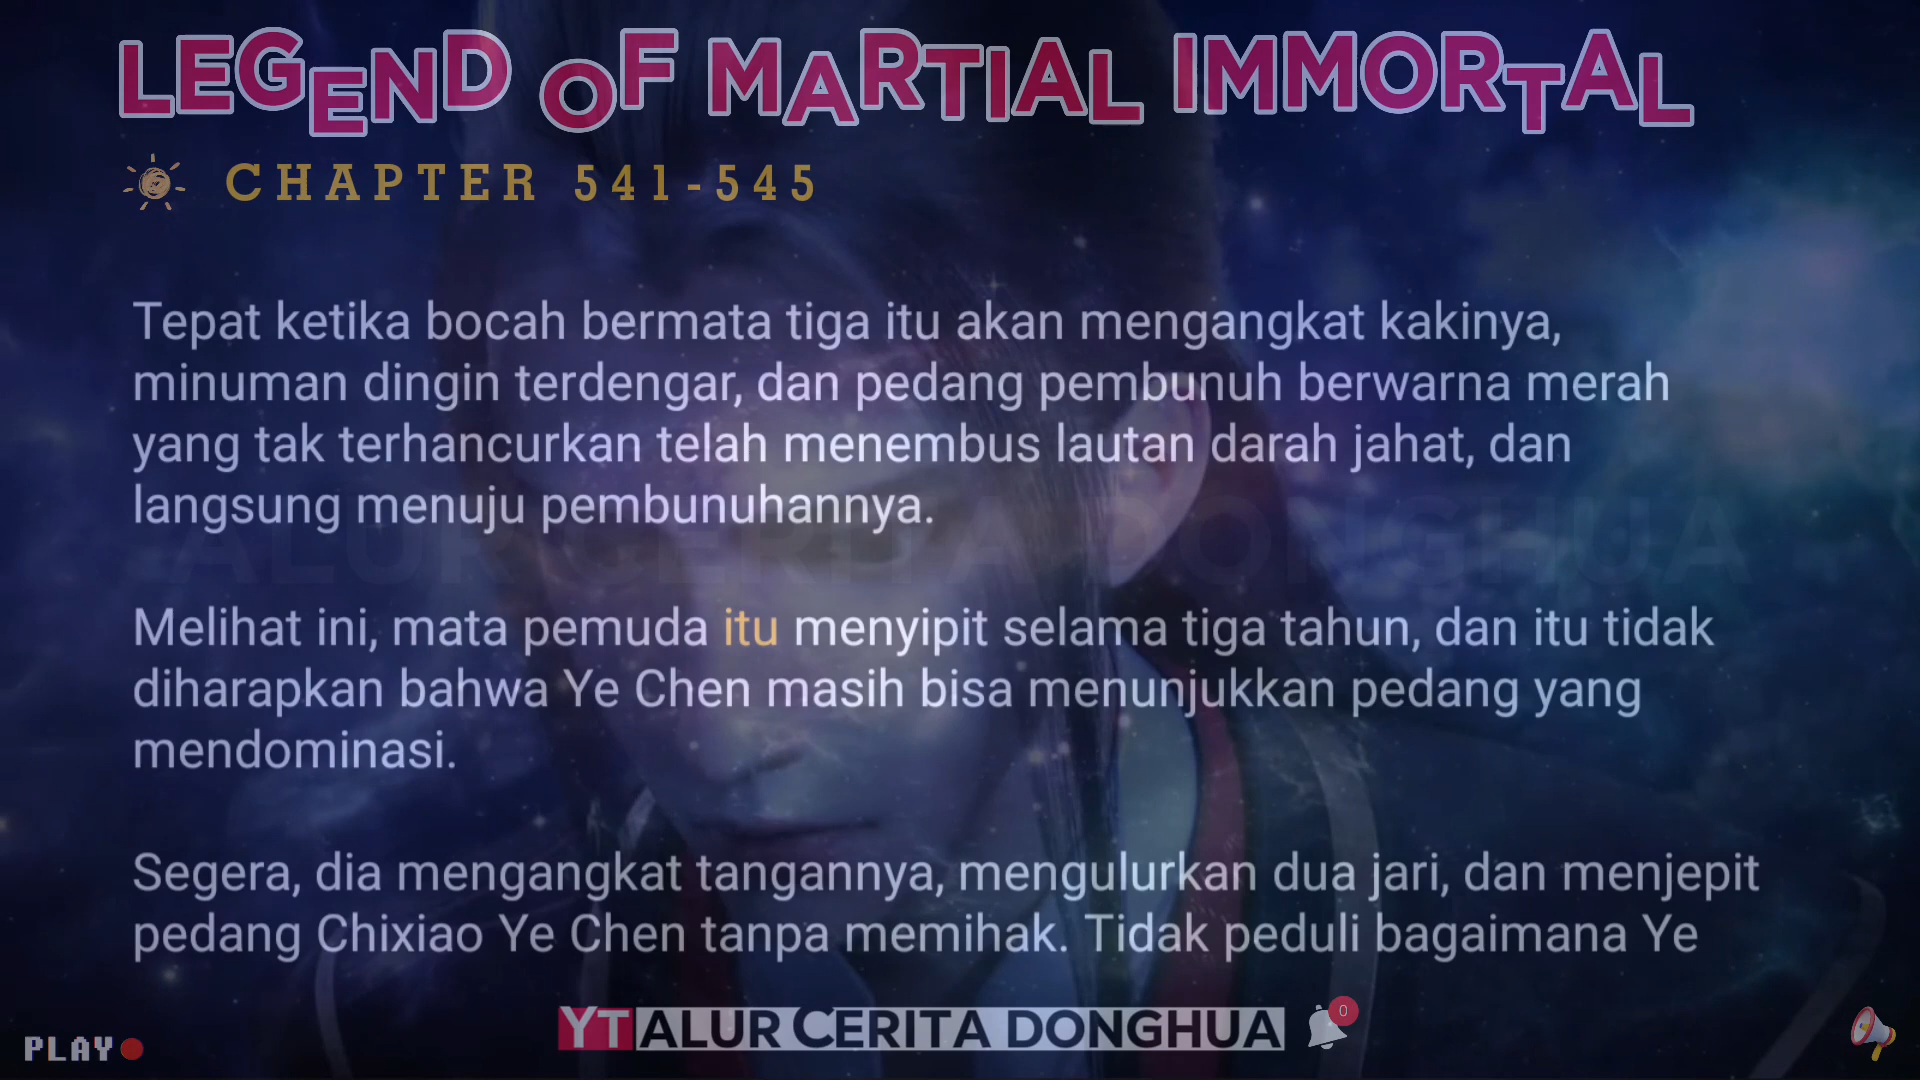 LEGEND OF MARTIAL IMMORTAL
CHAPTER 541-545
Tepat ketika bocah bermata tiga itu akan mengangkat kakinya,
minuman dingin terdengar, dan pedang pembunuh berwarna merah
yang tak terhancurkan telah menembus lautan darah jahat, dan
langsung menuju pembunuhannya.
ALUR CERITA DONGHUA
Melihat ini, mata pemuda itu menyipit selama tiga tahun, dan itu tidak
diharapkan bahwa Ye Chen masih bisa menunjukkan pedang yang
mendominasi.
Segera, dia mengangkat tangannya, mengulurkan dua jari, dan menjepit
pedang Chixiao Ye Chen tanpa memihak. Tidak peduli bagaimana Ye
YT ALUR CERITA DONGHUA
0
PLAY